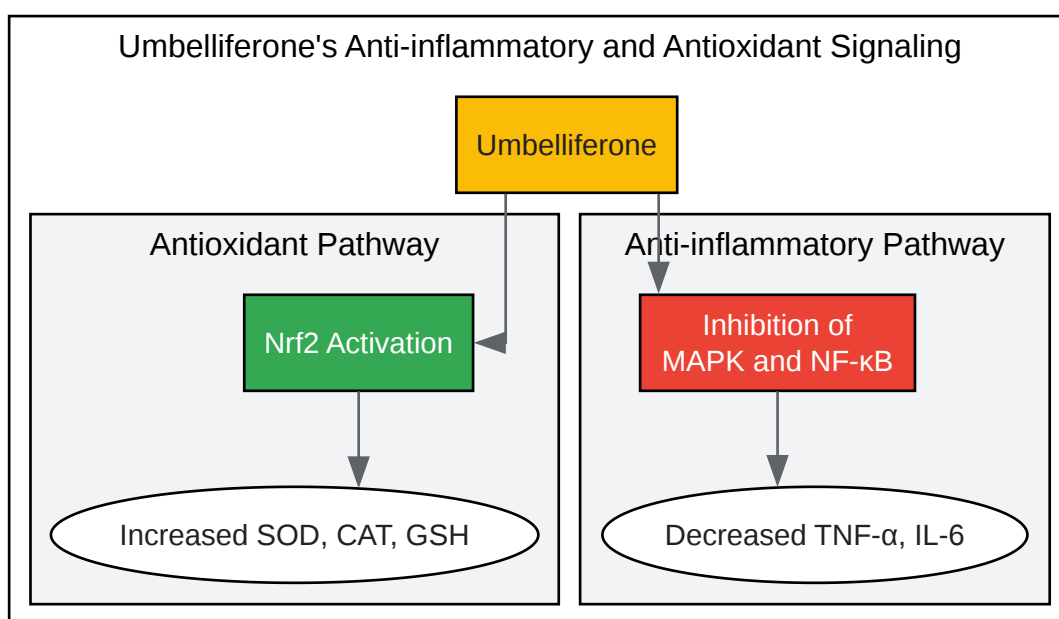 Umbelliferone's Anti-inflammatory and Antioxidant Signaling
Umbelliferone
Antioxidant Pathway
Nrf2 Activation
Increased SOD, CAT, GSH
Anti-inflammatory Pathway
Inhibition of
MAPK and NF-κB
Decreased TNF-α, IL-6